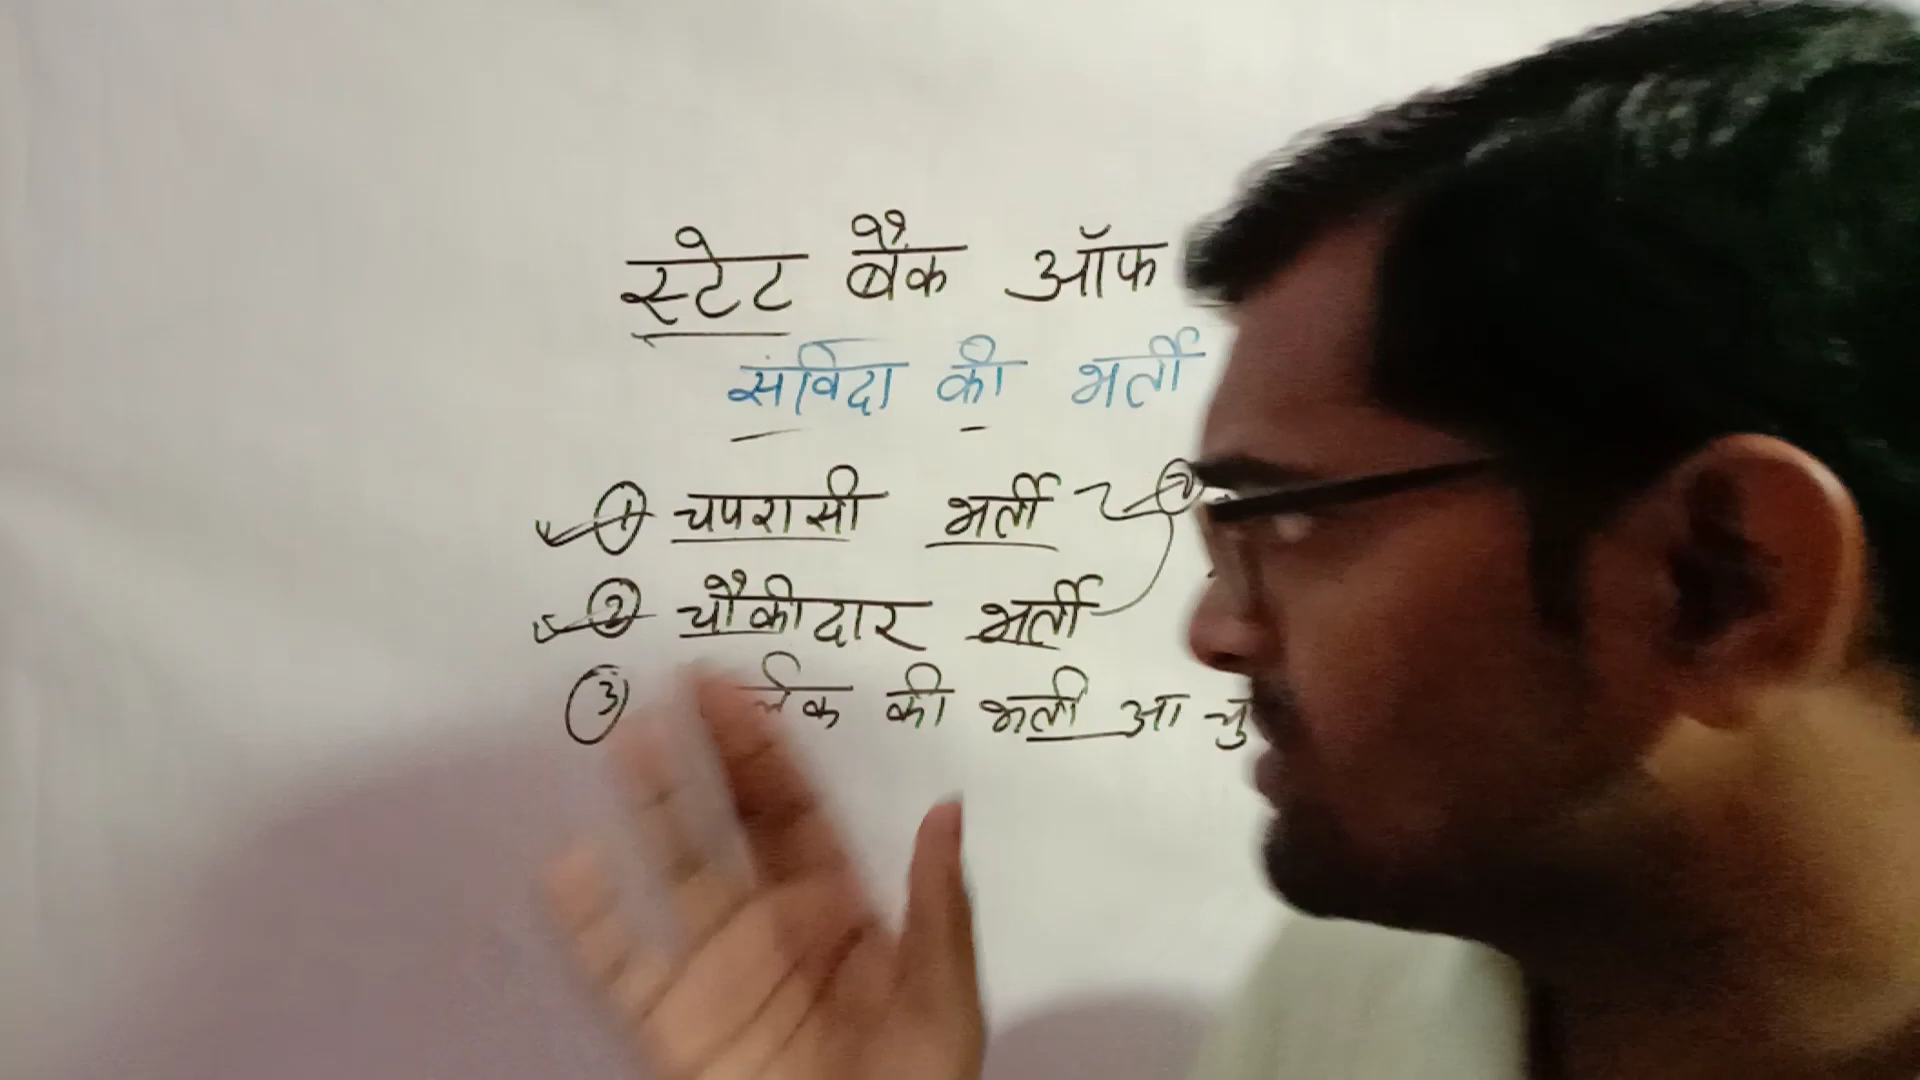 स्टेट बैंक ऑफ
संविदा की भर्ती
1 चपरासी भर्ती
2 चौकीदार भर्ती
3 की भर्ती आ